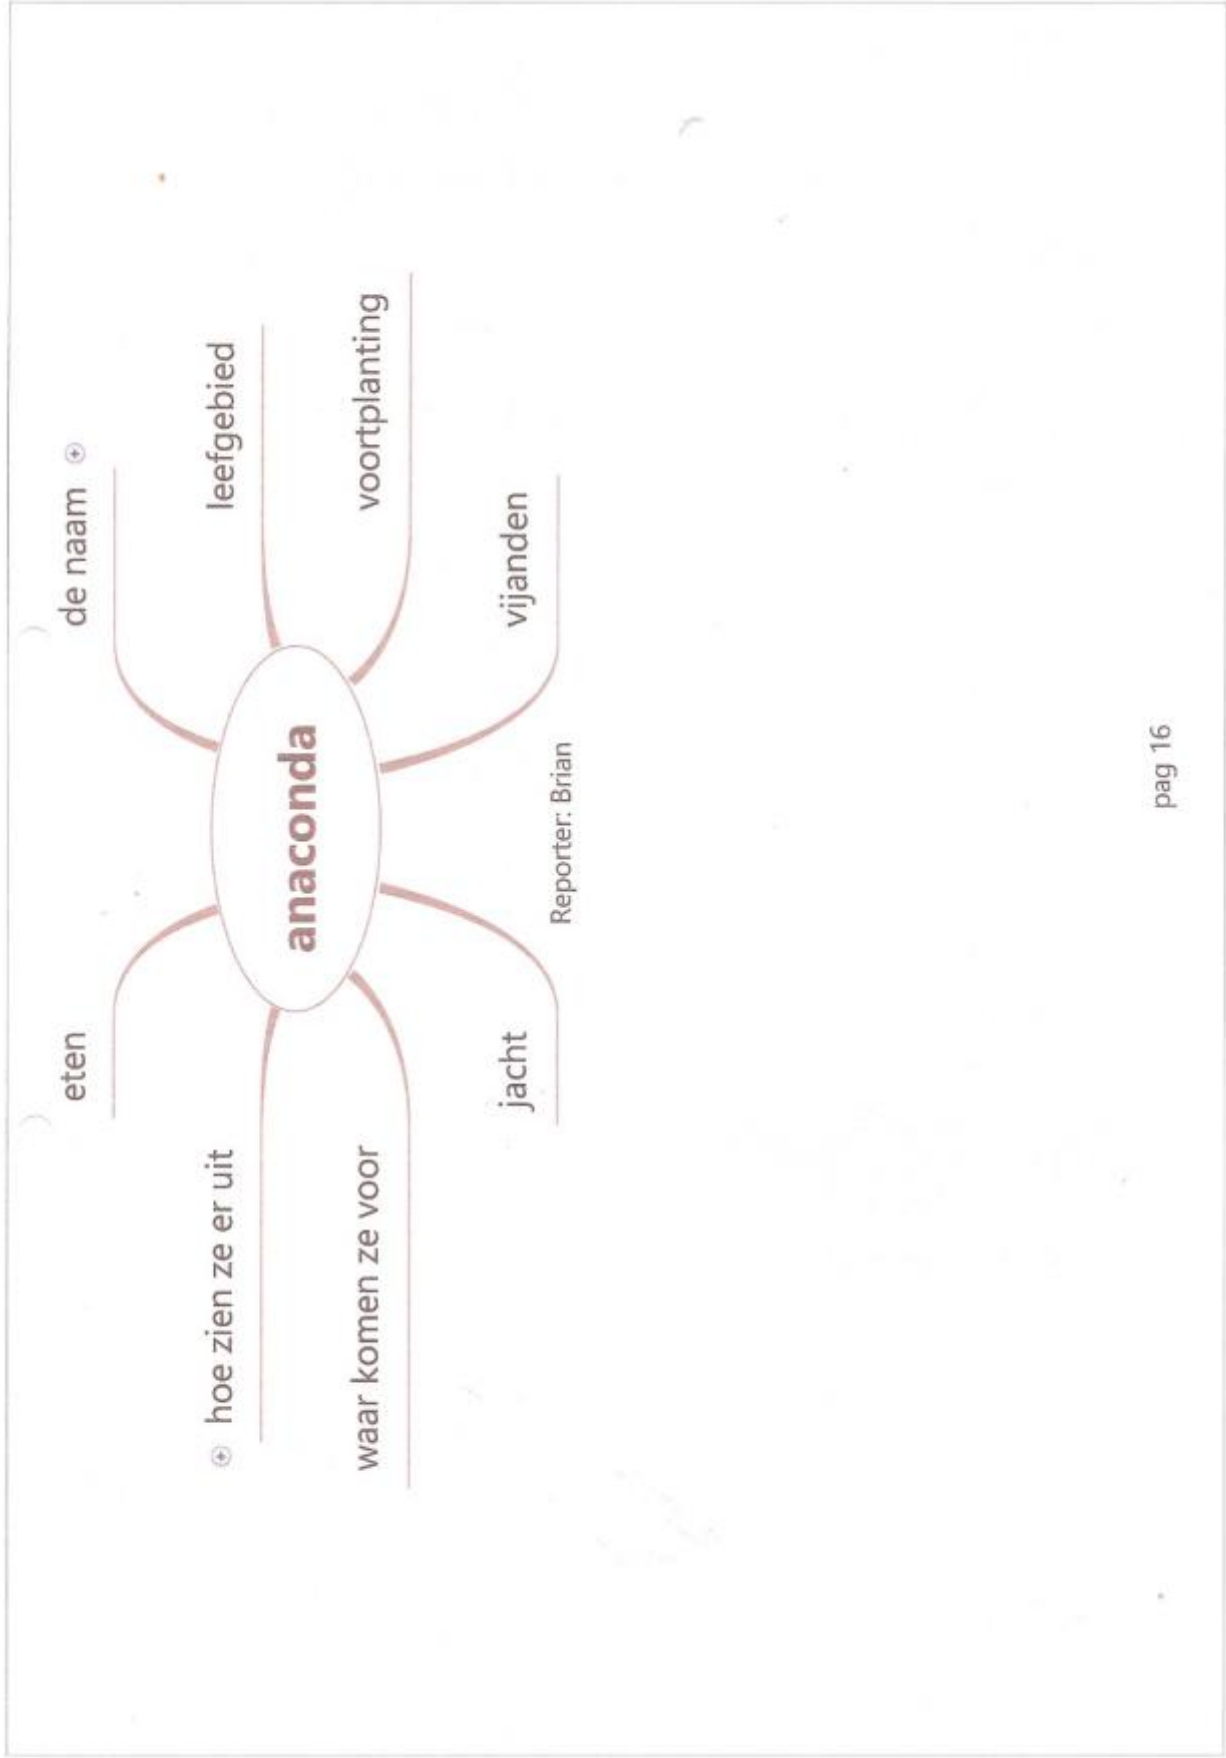 eten
de naam
hoe zien ze er uit
leefgebied
anaconda
waar komen ze voor
voortplanting
jacht
vijanden
Reporter: Brian
pag 16